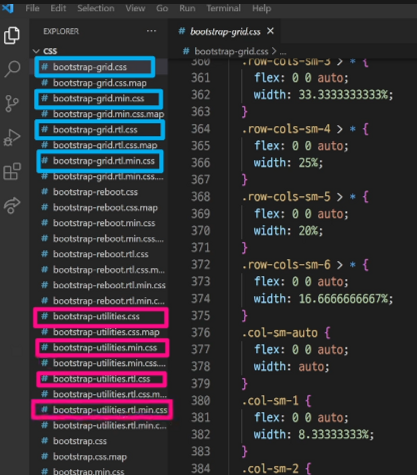 File Edit Selection View Go Run Terminal Help
EXPLORER
...
# bootstrap-grid.css
CSS
# bootstrap-grid.css > ...
# bootstrap-grid.css
# bootstrap-grid.css.map
# bootstrap-grid.min.css
# bootstrap-grid.min.css.map
# bootstrap-grid.rtl.css
# bootstrap-grid.rtl.css.map
# bootstrap-grid.rtl.min.css
# bootstrap-grid.rtl.min.css....
# bootstrap-reboot.css
# bootstrap-reboot.css.map
# bootstrap-reboot.min.css
# bootstrap-reboot.min.css....
# bootstrap-reboot.rtl.css
# bootstrap-reboot.rtl.css.m...
# bootstrap-reboot.rtl.min.css
# bootstrap-reboot.rtl.min.c...
# bootstrap-utilities.css
# bootstrap-utilities.css.map
# bootstrap-utilities.min.css
# bootstrap-utilities.min.css....
# bootstrap-utilities.rtl.css
# bootstrap-utilities.rtl.css.m...
# bootstrap-utilities.rtl.min.css
# bootstrap-utilities.rtl.min.c...
# bootstrap.css
# bootstrap.css.map
# bootstrap.min.css
360 .row-cols-sm-3 > * {
361 flex: 0 0 auto;
362 width: 33.3333333333%;
363 }
364 .row-cols-sm-4 > * {
365 flex: 0 0 auto;
366 width: 25%;
367 }
368 .row-cols-sm-5 > * {
369 flex: 0 0 auto;
370 width: 20%;
371 }
372 .row-cols-sm-6 > * {
373 flex: 0 0 auto;
374 width: 16.6666666667%;
375 }
376 .col-sm-auto {
377 flex: 0 0 auto;
378 width: auto;
379 }
380 .col-sm-1 {
381 flex: 0 0 auto;
382 width: 8.33333333%;
383 }
384 .col-sm-2 {